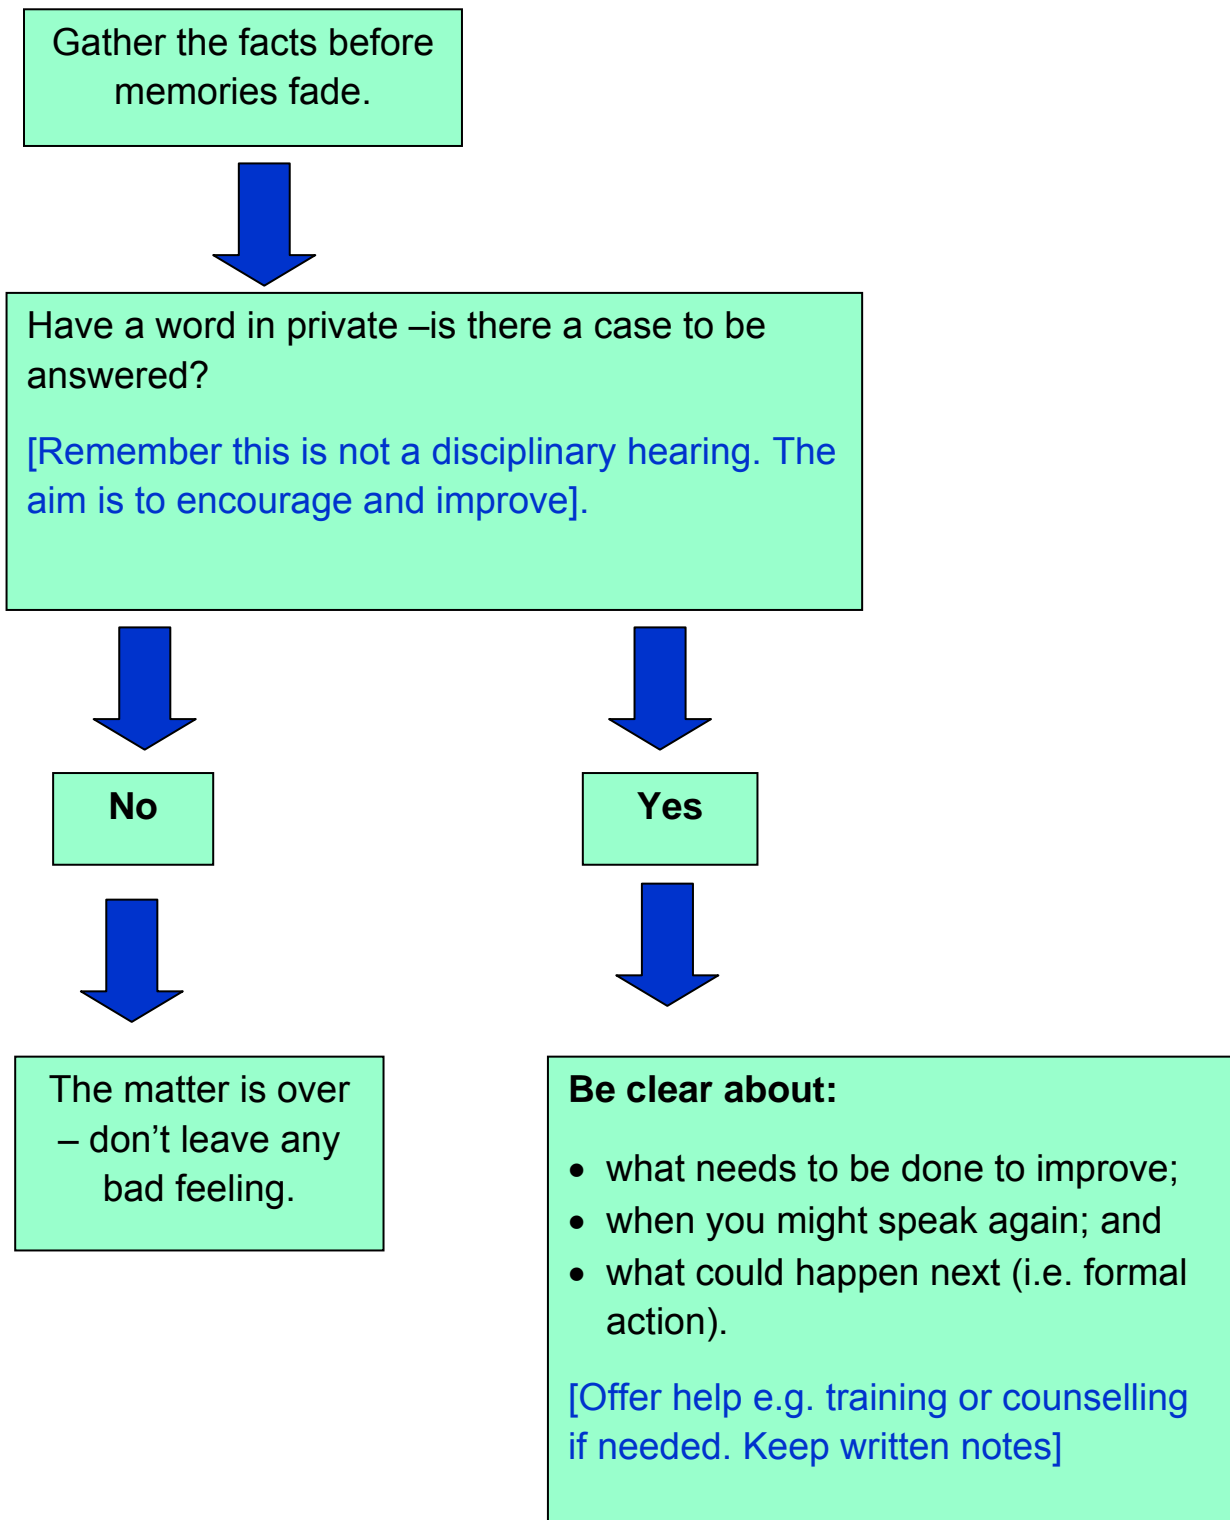 Gather the facts before
memories fade.
Have a word in private –is there a case to be
answered?
[Remember this is not a disciplinary hearing. The
aim is to encourage and improve].
No
Yes
The matter is over
– don’t leave any
bad feeling.
Be clear about:
• what needs to be done to improve;
• when you might speak again; and
• what could happen next (i.e. formal
action).
[Offer help e.g. training or counselling
if needed. Keep written notes]